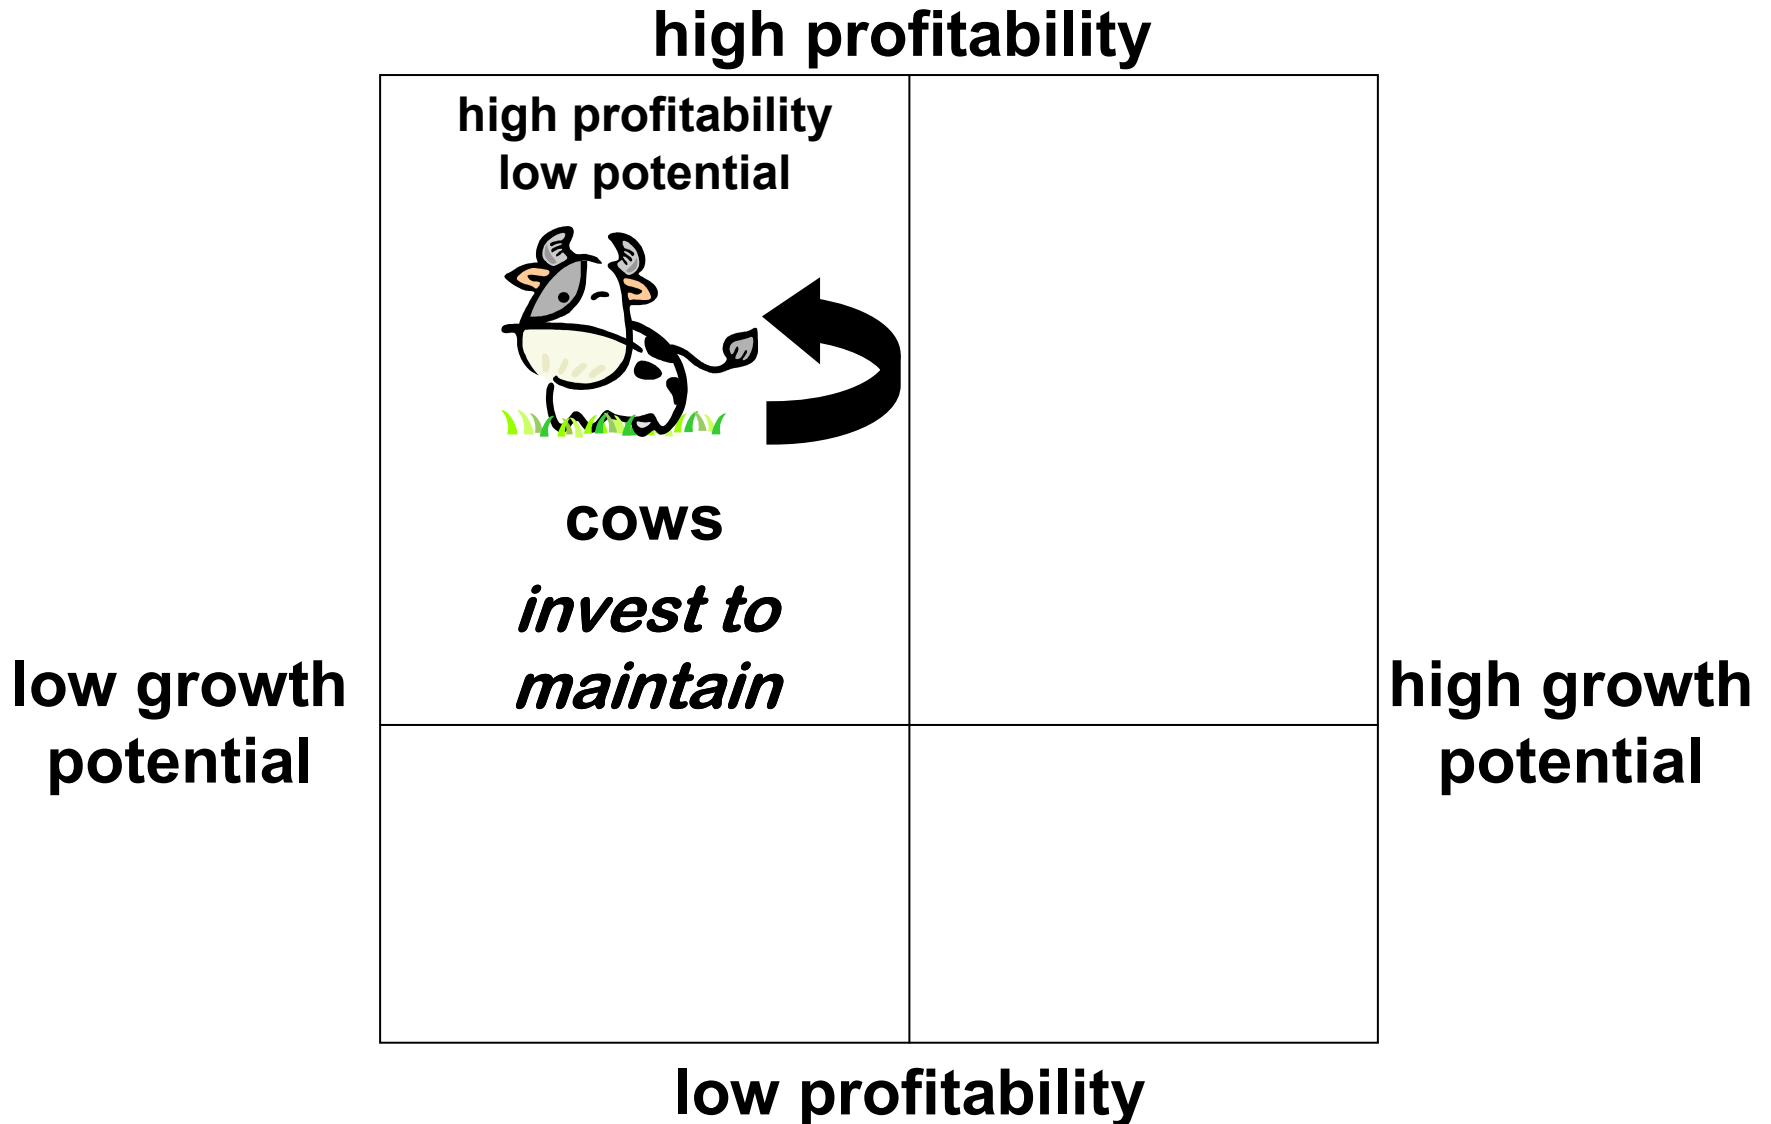 high profitability
high profitability
low potential
cows
invest to
maintain
low growth
potential
high growth
potential
low profitability